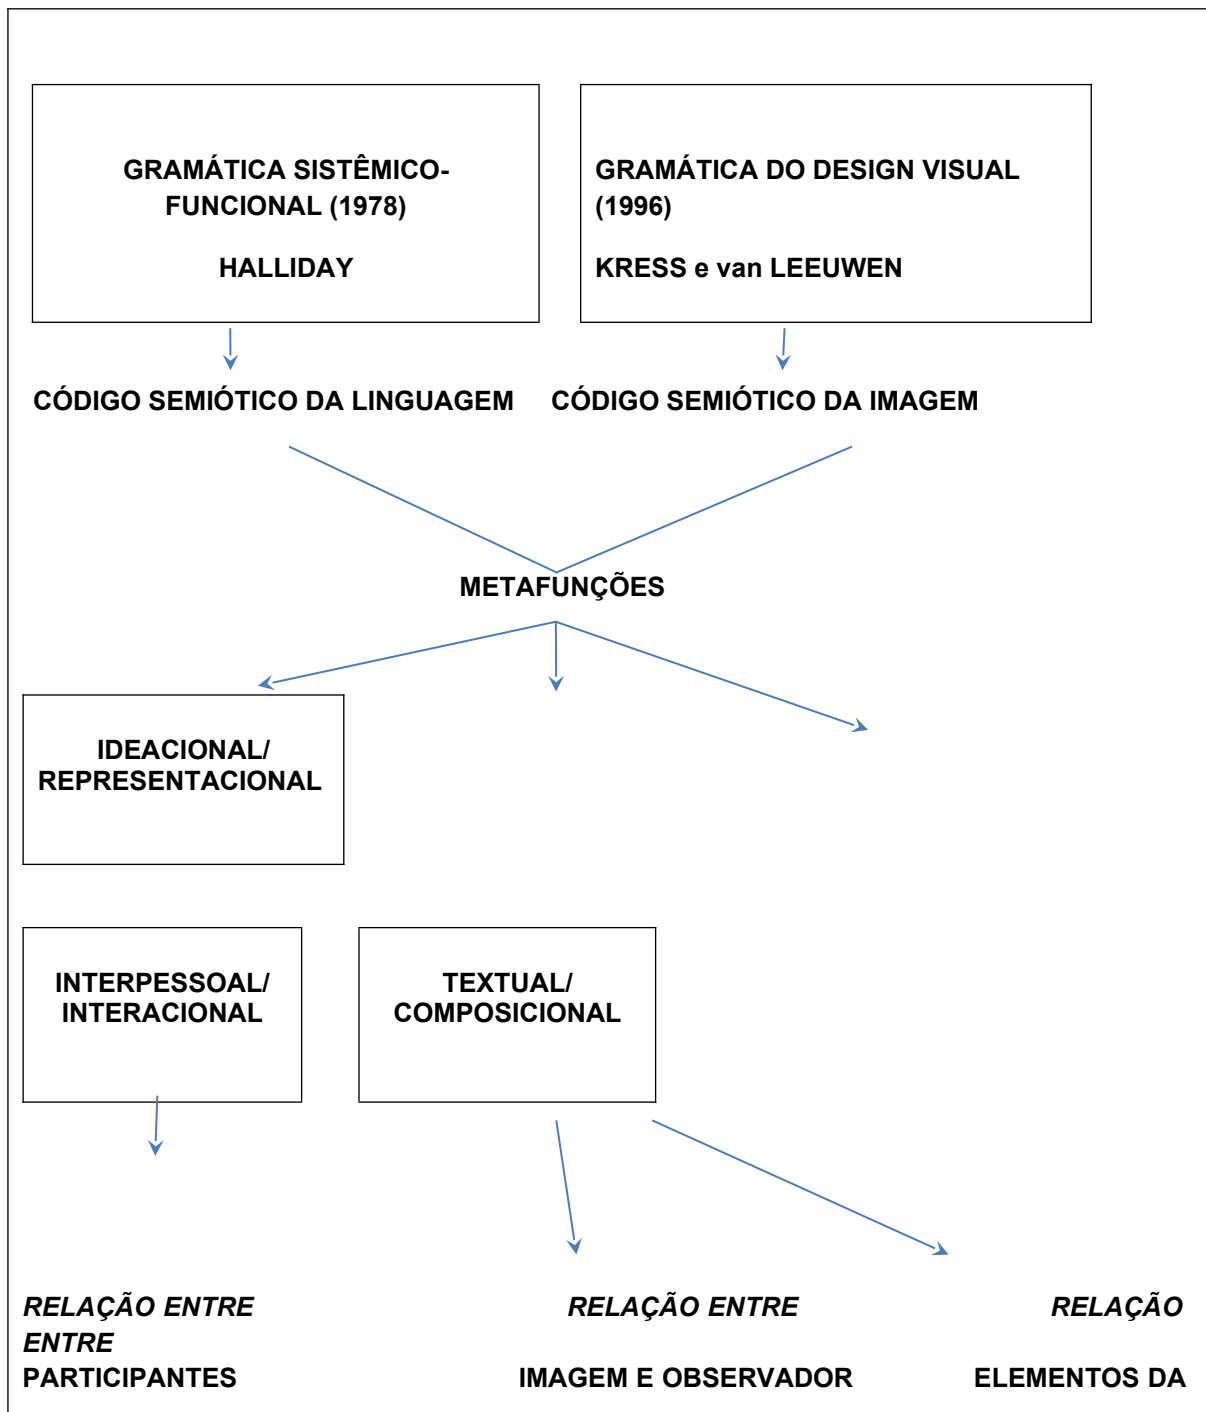 GRAMÁTICA SISTÊMICO-
FUNCIONAL (1978)
HALLIDAY
GRAMÁTICA DO DESIGN VISUAL
(1996)
KRESS e van LEEUWEN
CÓDIGO SEMIÓTICO DA LINGUAGEM CÓDIGO SEMIÓTICO DA IMAGEM
METAFUNÇÕES
IDEACIONAL/
REPRESENTACIONAL
INTERPESSOAL/
INTERACIONAL
TEXTUAL/
COMPOSICIONAL
RELAÇÃO ENTRE RELAÇÃO ENTRE RELAÇÃO
ENTRE
PARTICIPANTES IMAGEM E OBSERVADOR ELEMENTOS DA